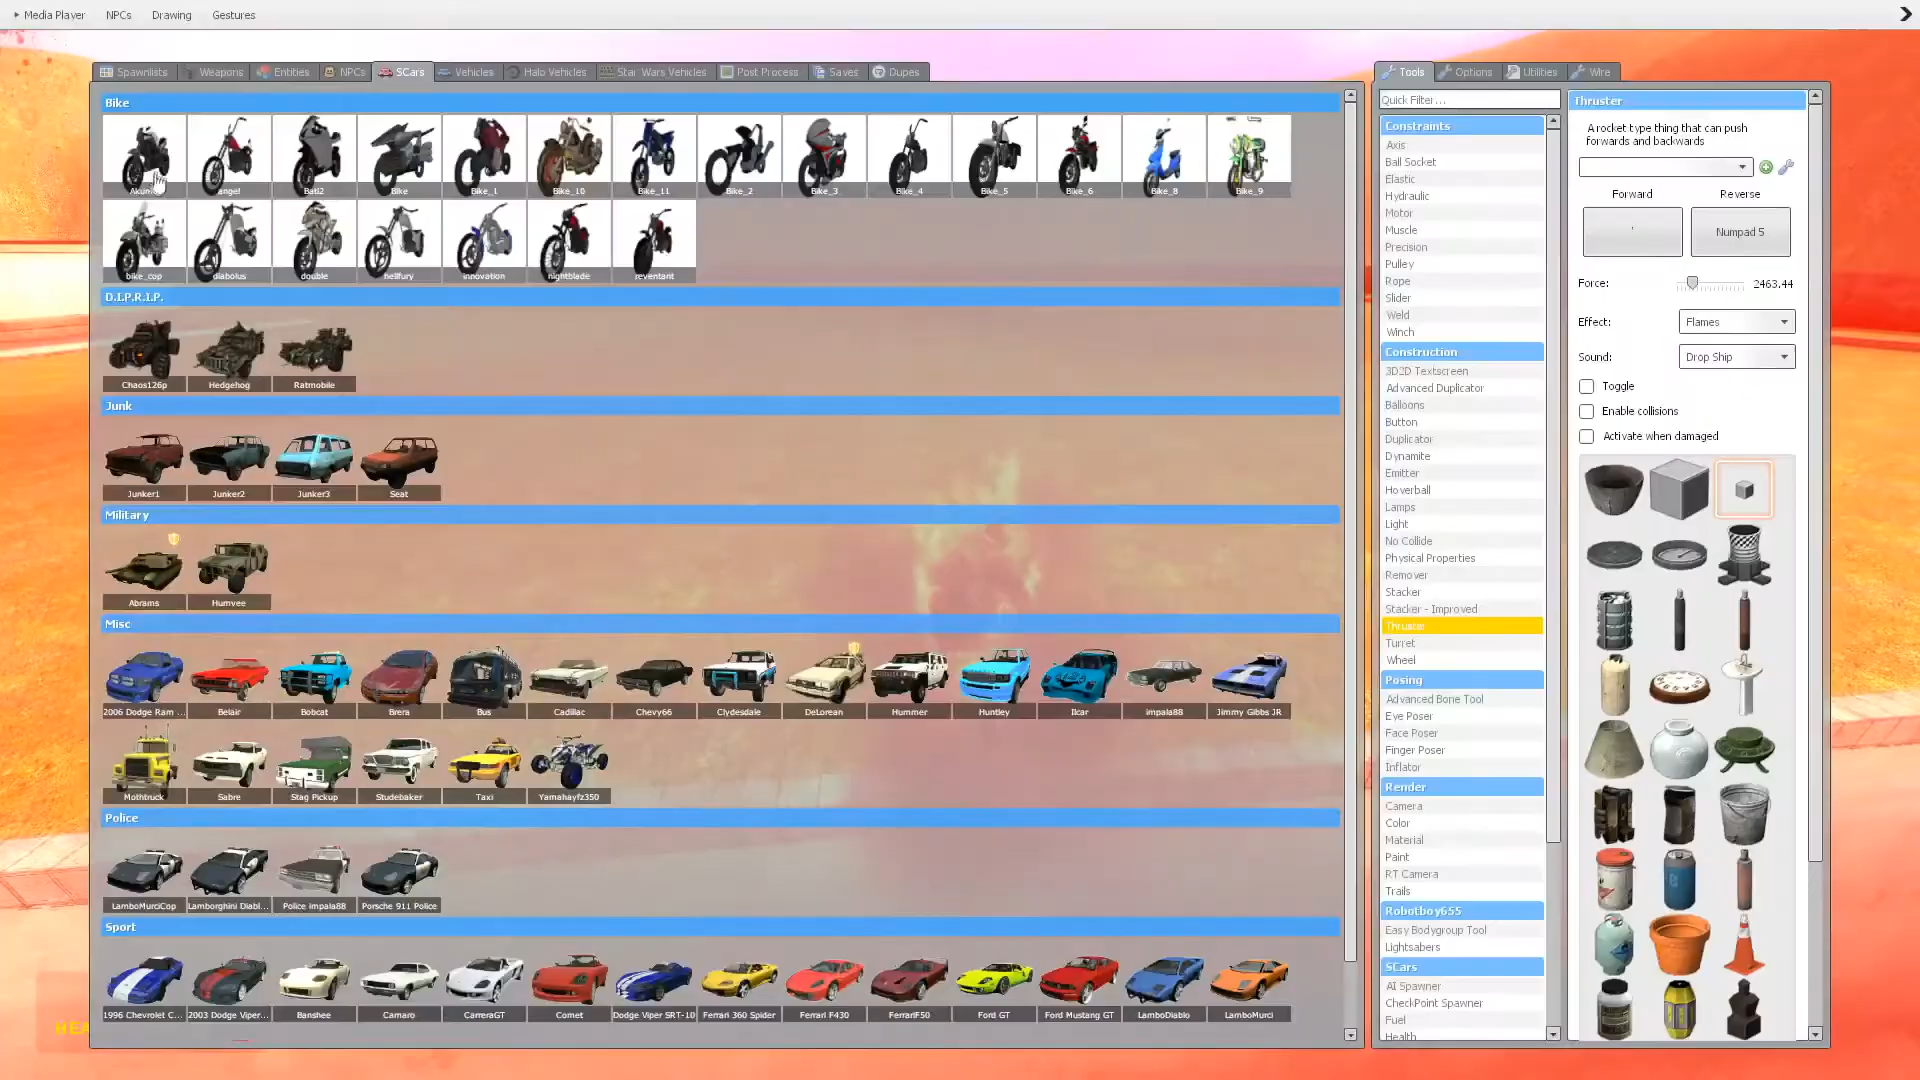 Media Player NPCs Drawing Gestures
Spawnlists Weapons Entities NPCs SCars Vehicles Halo Vehicles Star Wars Vehicles Post Process Saves Dupes
Bike
angel Bati2 Bike Bike_1 Bike_10 Bike_11 Bike_2 Bike_3 Bike_4 Bike_5 Bike_6 Bike_8 Bike_9
bike_cop diabolus double hellfury innovation nightblade reventant
D.I.P.R.I.P.
Chaos126p Hedgehog Ratmobile
Junk
Junker1 Junker2 Junker3 Seat
Military
Abrams Humvee
Misc
2006 Dodge Ram ... Belair Bobcat Brera Bus Cadillac Chevy66 Clydesdale DeLorean Hummer Huntley Ilcar impala88 Jimmy Gibbs JR
Mothtruck Sabre Stag Pickup Studebaker Taxi Yamahayfz350
Police
LamboMurciCop Lamborghini Diabl... Police impala88 Porsche 911 Police
Sport
1996 Chevrolet C... 2003 Dodge Viper... Banshee Camaro CarreraGT Comet Dodge Viper SRT-10 Ferrari 360 Spider Ferrari F430 FerrariF50 Ford GT Ford Mustang GT LamboDiablo LamboMurci
Tools Options Utilities Wire
Quick Filter...
Constraints
Axis
Ball Socket
Elastic
Hydraulic
Motor
Muscle
Precision
Pulley
Rope
Slider
Weld
Winch
Construction
3D2D Textscreen
Advanced Duplicator
Balloons
Button
Duplicator
Dynamite
Emitter
Hoverball
Lamps
Light
No Collide
Physical Properties
Remover
Stacker
Stacker - Improved
Thruster
Turret
Wheel
Posing
Advanced Bone Tool
Eye Poser
Face Poser
Finger Poser
Inflator
Render
Camera
Color
Material
Paint
RT Camera
Trails
Robotboy655
Easy Bodygroup Tool
Lightsabers
SCars
AI Spawner
CheckPoint Spawner
Fuel
Health
Thruster
A rocket type thing that can push
forwards and backwards
Forward Reverse
' Numpad 5
Force: 2463.44
Effect: Flames
Sound: Drop Ship
Toggle
Enable collisions
Activate when damaged